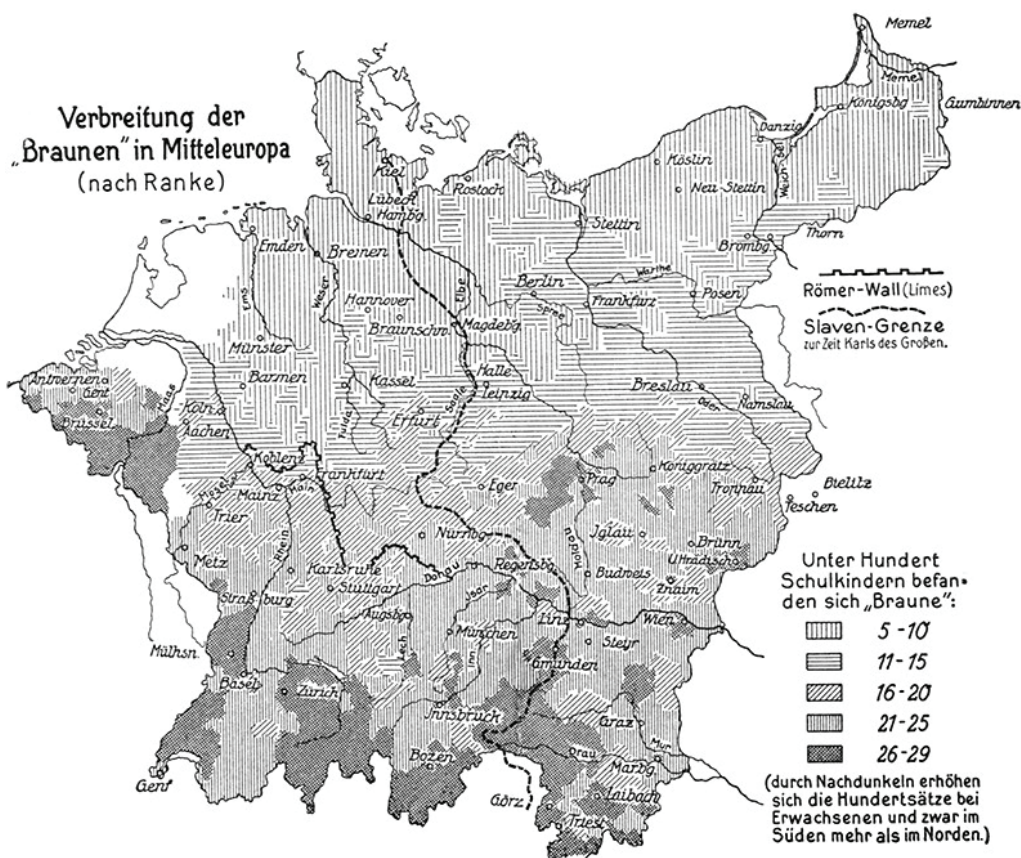 Verbreitung der
„Braunen“ in Mitteleuropa
(nach Ranke)
Memel
Memel
Königsbg
Gumbinnen
Danzig
Weichsel
Köslin
Neu-Stettin
Kiel
Lübeck
Rostock
Hambg.
Stettin
Thorn
Brombg.
Emden
Bremen
Ems
Weser
Elbe
Berlin
Spree
Warthe
Frankfurt
Posen
Hannover
Braunschw.
Magdebg.
Münster
Barmen
Kassel
Halle
Leipzig
Breslau
Oder
Namslau
Antwerpen
Gent
Brüssel
Maas
Köln
Aachen
Fulda
Erfurt
Saale
Koblenz
Frankfurt
Main
Mosel
Mainz
Trier
Eger
Prag
Königgrätz
Troppau
Bielitz
Teschen
Metz
Rhein
Nürnbg.
Moldau
Iglau
Brünn
U.Hradisch
Karlsruhe
Donau
Regensbg.
Budweis
Znaim
Straßburg
Stuttgart
Augsbg.
Isar
Linz
Wien
Steyr
Mülhsn.
Lech
München
Inn
Gmunden
Basel
Zürich
Innsbruck
Graz
Mur
Bozen
Drau
Marbg.
Genf
Görz
Laibach
Triest
Römer-Wall (Limes)
Slaven-Grenze
zur Zeit Karls des Großen.
Unter Hundert
Schulkindern befan-
den sich „Braune“:
5-10
11-15
16-20
21-25
26-29
(durch Nachdunkeln erhöhen
sich die Hundertsätze bei
Erwachsenen und zwar im
Süden mehr als im Norden.)